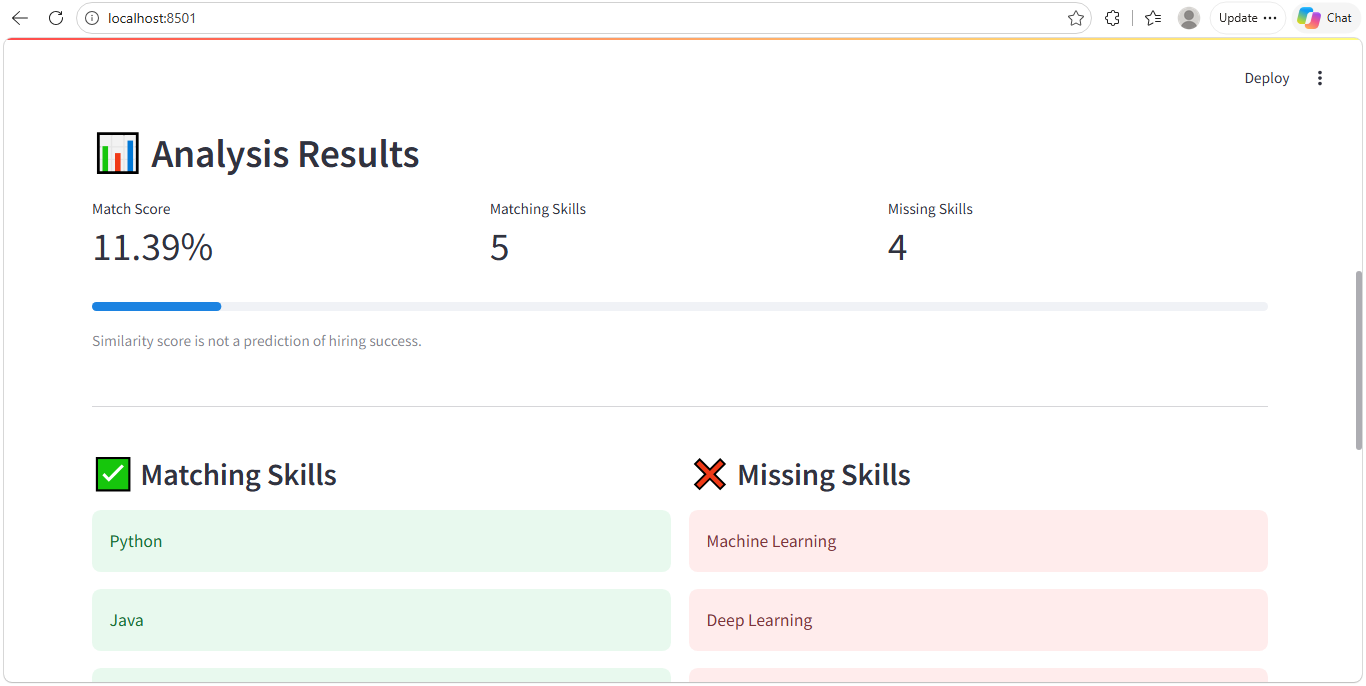 localhost:8501
Update
Chat
Deploy
Analysis Results
Match Score
Matching Skills
Missing Skills
11.39%
5
4
Similarity score is not a prediction of hiring success.
Matching Skills
Missing Skills
Python
Machine Learning
Java
Deep Learning